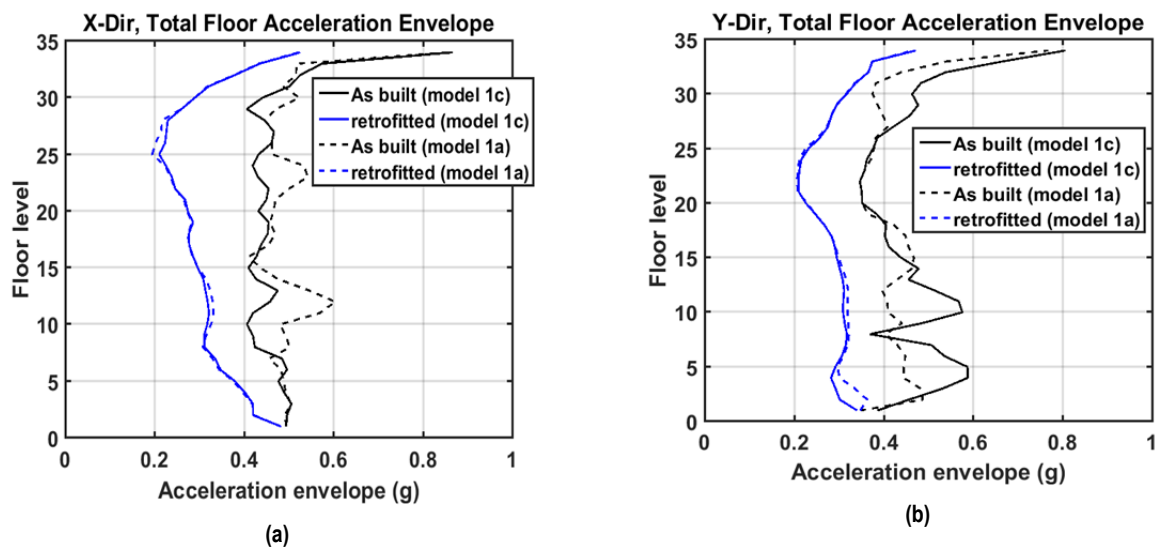 X-Dir, Total Floor Acceleration Envelope
35
30
25
20
15
10
5
0
Floor level
As built (model 1c)
retrofitted (model 1c)
As built (model 1a)
retrofitted (model 1a)
0 0.2 0.4 0.6 0.8 1
Acceleration envelope (g)
(a)
Y-Dir, Total Floor Acceleration Envelope
35
30
25
20
15
10
5
0
Floor level
As built (model 1c)
retrofitted (model 1c)
As built (model 1a)
retrofitted (model 1a)
0 0.2 0.4 0.6 0.8 1
Acceleration envelope (g)
(b)